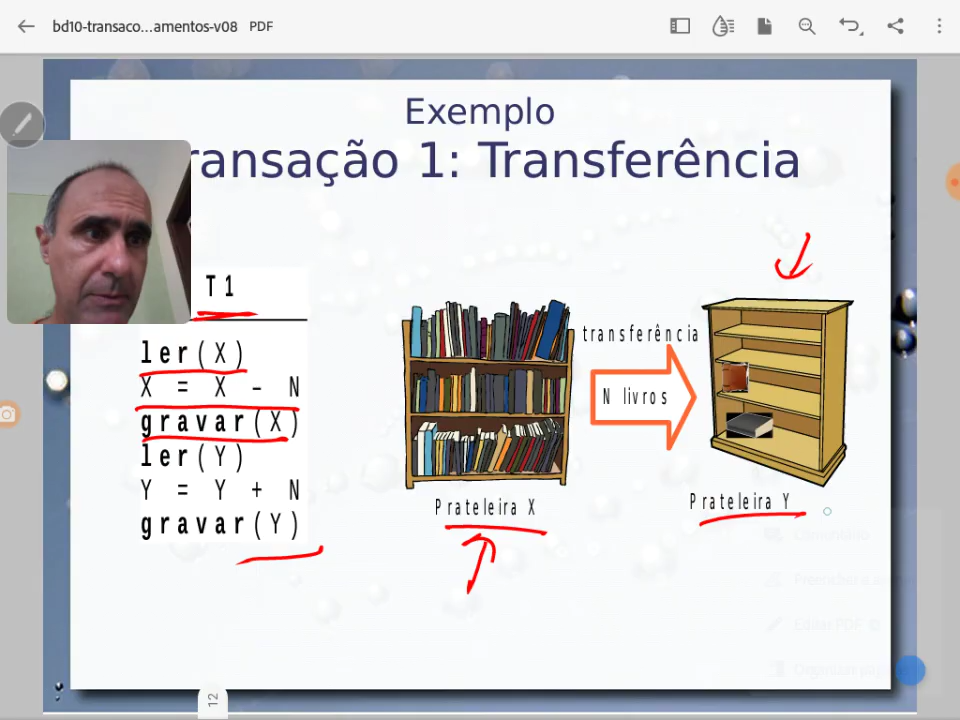 bd10-transaco...amentos-v08 PDF
Exemplo
ransação 1: Transferência
T1
ler(X)
X = X - N
gravar(X)
ler(Y)
Y = Y + N
gravar(Y)
transferência
N livros
Prateleira X
Prateleira Y
Comentário
Editar PDF
12